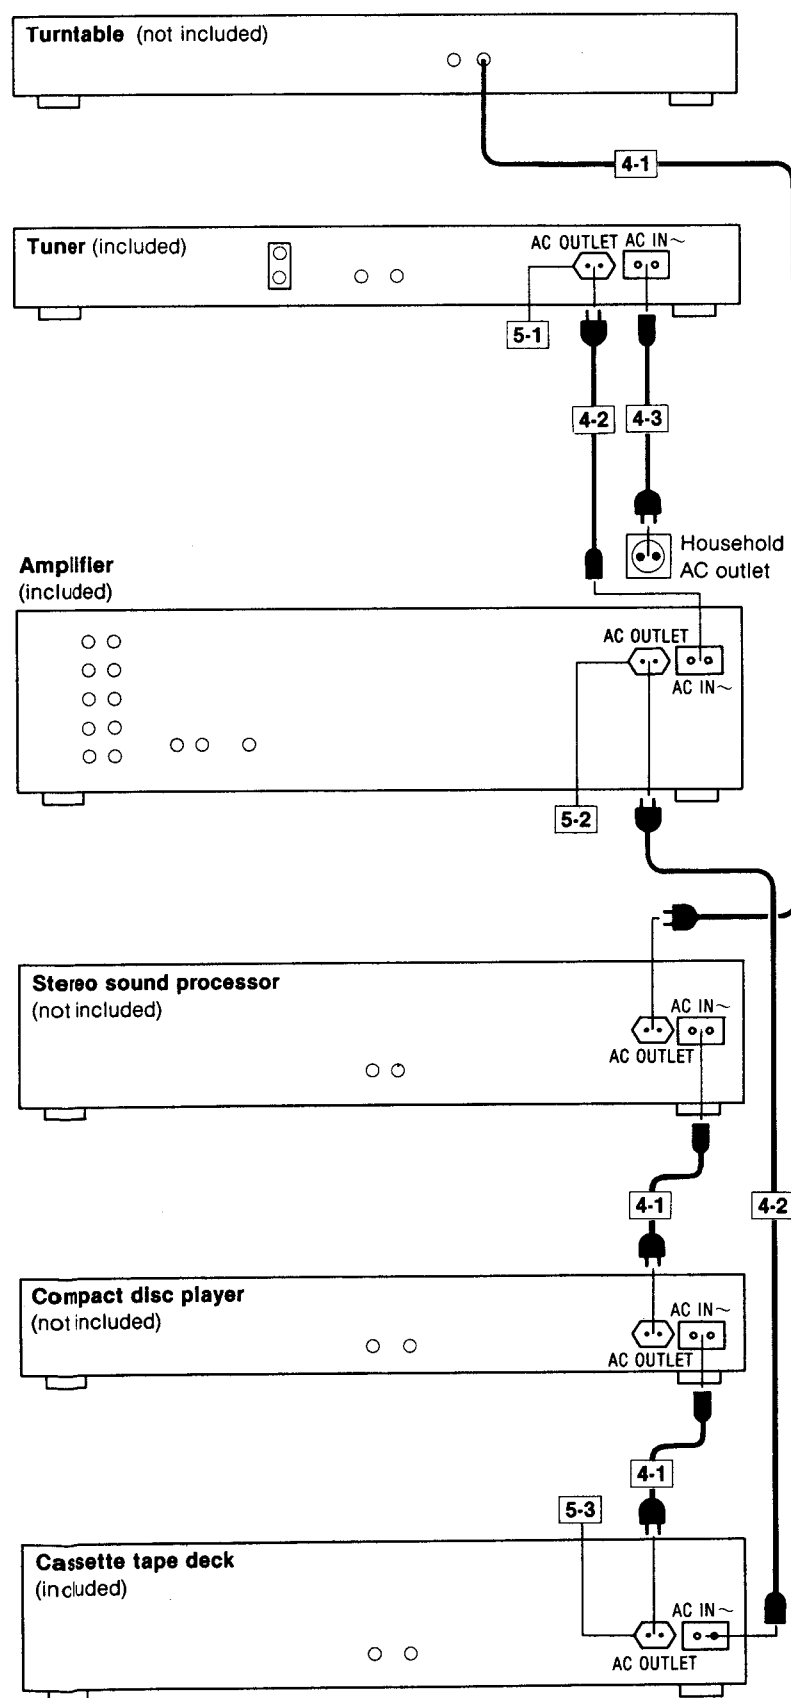 Turntable (not included)
4-1
Tuner (included)
AC OUTLET AC IN～
5-1
4-2 4-3
Household
AC outlet
Amplifier
(included)
AC OUTLET
AC IN～
5-2
Stereo sound processor
(not included)
AC IN～
AC OUTLET
4-1
4-2
Compact disc player
(not included)
AC IN～
AC OUTLET
4-1
5-3
Cassette tape deck
(included)
AC IN～
AC OUTLET